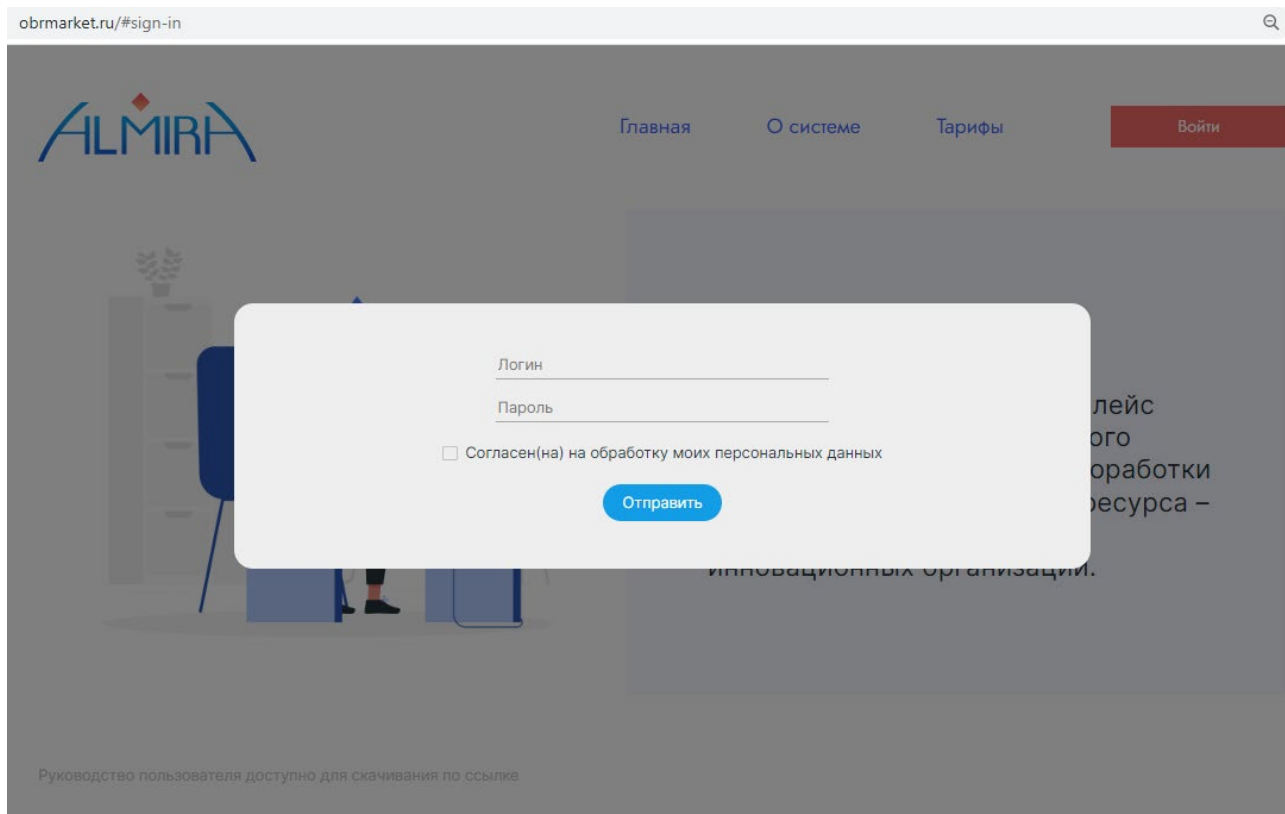 obrmarket.ru/#sign-in
ALMIRA
Главная О системе Тарифы Войти
Логин
Пароль
Согласен(на) на обработку моих персональных данных
Отправить
лейс
ого
оработки
ресурса –
инновационных организаций.
Руководство пользователя доступно для скачивания по ссылке